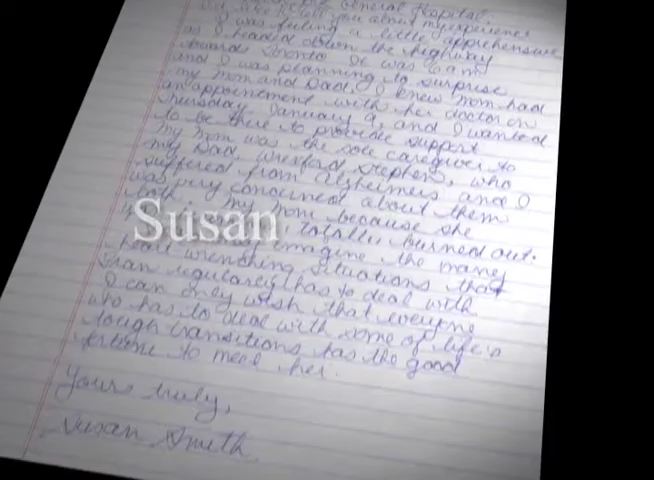 General Hospital.
you about my experience
I was feeling a little apprehensive
as I headed down the highway
towards Toronto. It was 6 am
and I was planning to surprise
my Mom and Dad. I knew Mom had
an appointment with her doctor on
Thursday, January 9, and I wanted
to be there to provide support
My Mom was the sole caregiver to
my Dad, Wexford Stephens, who
suffered from Alzheimers and I
was very concerned about them
both. My Mom because she
totally burned out.
Susan
imagine the many
heart wrenching situations that
regularly has to deal with
I can only wish that everyone
who has to deal with some of life's
tough transitions has the good
fortune to meet her.
Yours truly,
Susan Smith